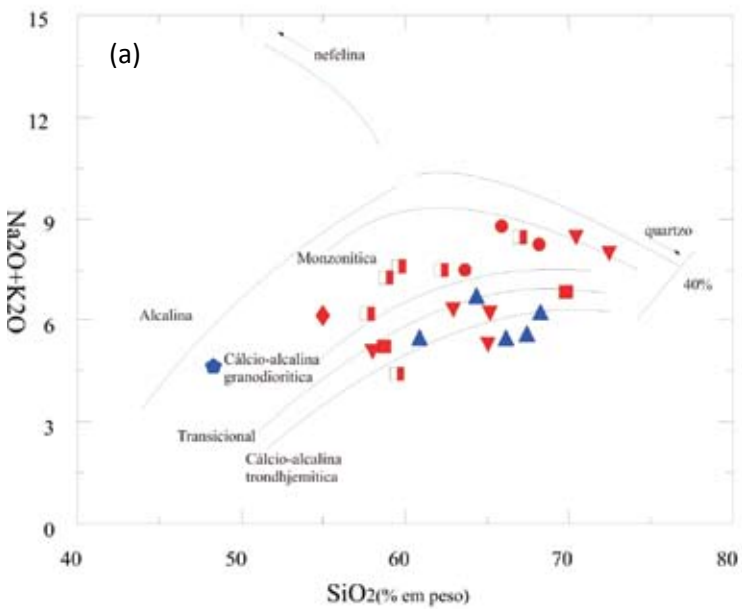 15
(a)
nefelina
12
9
quartzo
Monzonítica
40%
Alcalina
6
Na2O+K2O
Cálcio-alcalina
granodiorítica
Transicional
3
Cálcio-alcalina
trondhjemítica
0
40
50
60
70
80
SiO2(% em peso)